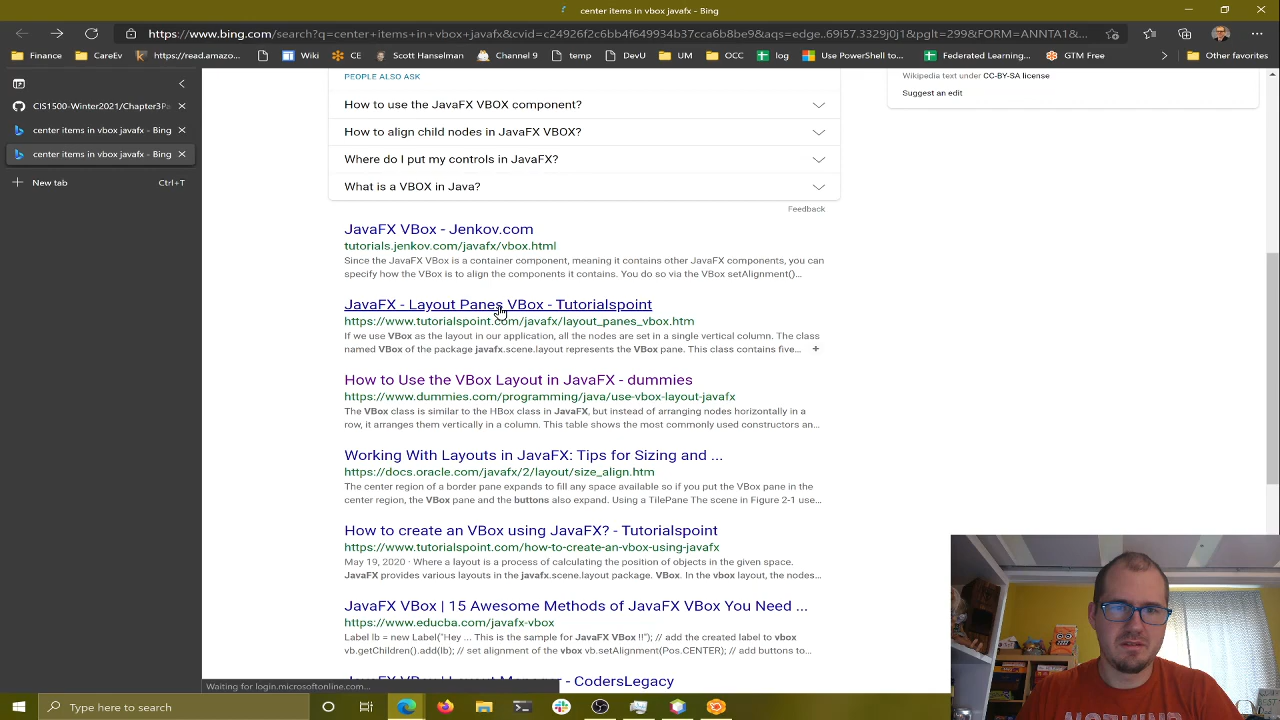 center items in vbox javafx - Bing
https://www.bing.com/search?q=center+items+in+vbox+javafx&cvid=c24926f2c6bb4f649934b37cca6b8be9&aqs=edge..69i57.3329j0j1&pglt=299&FORM=ANNTA1&...
Finance
CareEv
https://read.amazo...
Wiki
CE
Scott Hanselman
Channel 9
Tutorial
temp
DevU
UM
OCC
log
Use PowerShell to...
Federated Learning...
GTM Free
Other favorites
CIS1500-Winter2021/Chapter3Pa
center items in vbox javafx - Bing
center items in vbox javafx - Bing
New tab
Ctrl+T
PEOPLE ALSO ASK
How to use the JavaFX VBOX component?
How to align child nodes in JavaFX VBOX?
Where do I put my controls in JavaFX?
What is a VBOX in Java?
Feedback
Wikipedia text under CC-BY-SA license
Suggest an edit
JavaFX VBox - Jenkov.com
tutorials.jenkov.com/javafx/vbox.html
Since the JavaFX VBox is a container component, meaning it contains other JavaFX components, you can
specify how the VBox is to align the components it contains. You do so via the VBox setAlignment()...
JavaFX - Layout Panes VBox - Tutorialspoint
https://www.tutorialspoint.com/javafx/layout_panes_vbox.htm
If we use VBox as the layout in our application, all the nodes are set in a single vertical column. The class
named VBox of the package javafx.scene.layout represents the VBox pane. This class contains five...
How to Use the VBox Layout in JavaFX - dummies
https://www.dummies.com/programming/java/use-vbox-layout-javafx
The VBox class is similar to the HBox class in JavaFX, but instead of arranging nodes horizontally in a
row, it arranges them vertically in a column. This table shows the most commonly used constructors an...
Working With Layouts in JavaFX: Tips for Sizing and ...
https://docs.oracle.com/javafx/2/layout/size_align.htm
The center region of a border pane expands to fill any space available so if you put the VBox pane in the
center region, the VBox pane and the buttons also expand. Using a TilePane The scene in Figure 2-1 use...
How to create an VBox using JavaFX? - Tutorialspoint
https://www.tutorialspoint.com/how-to-create-an-vbox-using-javafx
May 19, 2020 · Where a layout is a process of calculating the position of objects in the given space.
JavaFX provides various layouts in the javafx.scene.layout package. VBox. In the vbox layout, the nodes...
JavaFX VBox | 15 Awesome Methods of JavaFX VBox You Need ...
https://www.educba.com/javafx-vbox
Label lb = new Label("Hey ... This is the sample for JavaFX VBox !!"); // add the created label to vbox
vb.getChildren().add(lb); // set alignment of the vbox vb.setAlignment(Pos.CENTER); // add buttons to...
- CodersLegacy
Waiting for login.microsoftonline.com...
Type here to search